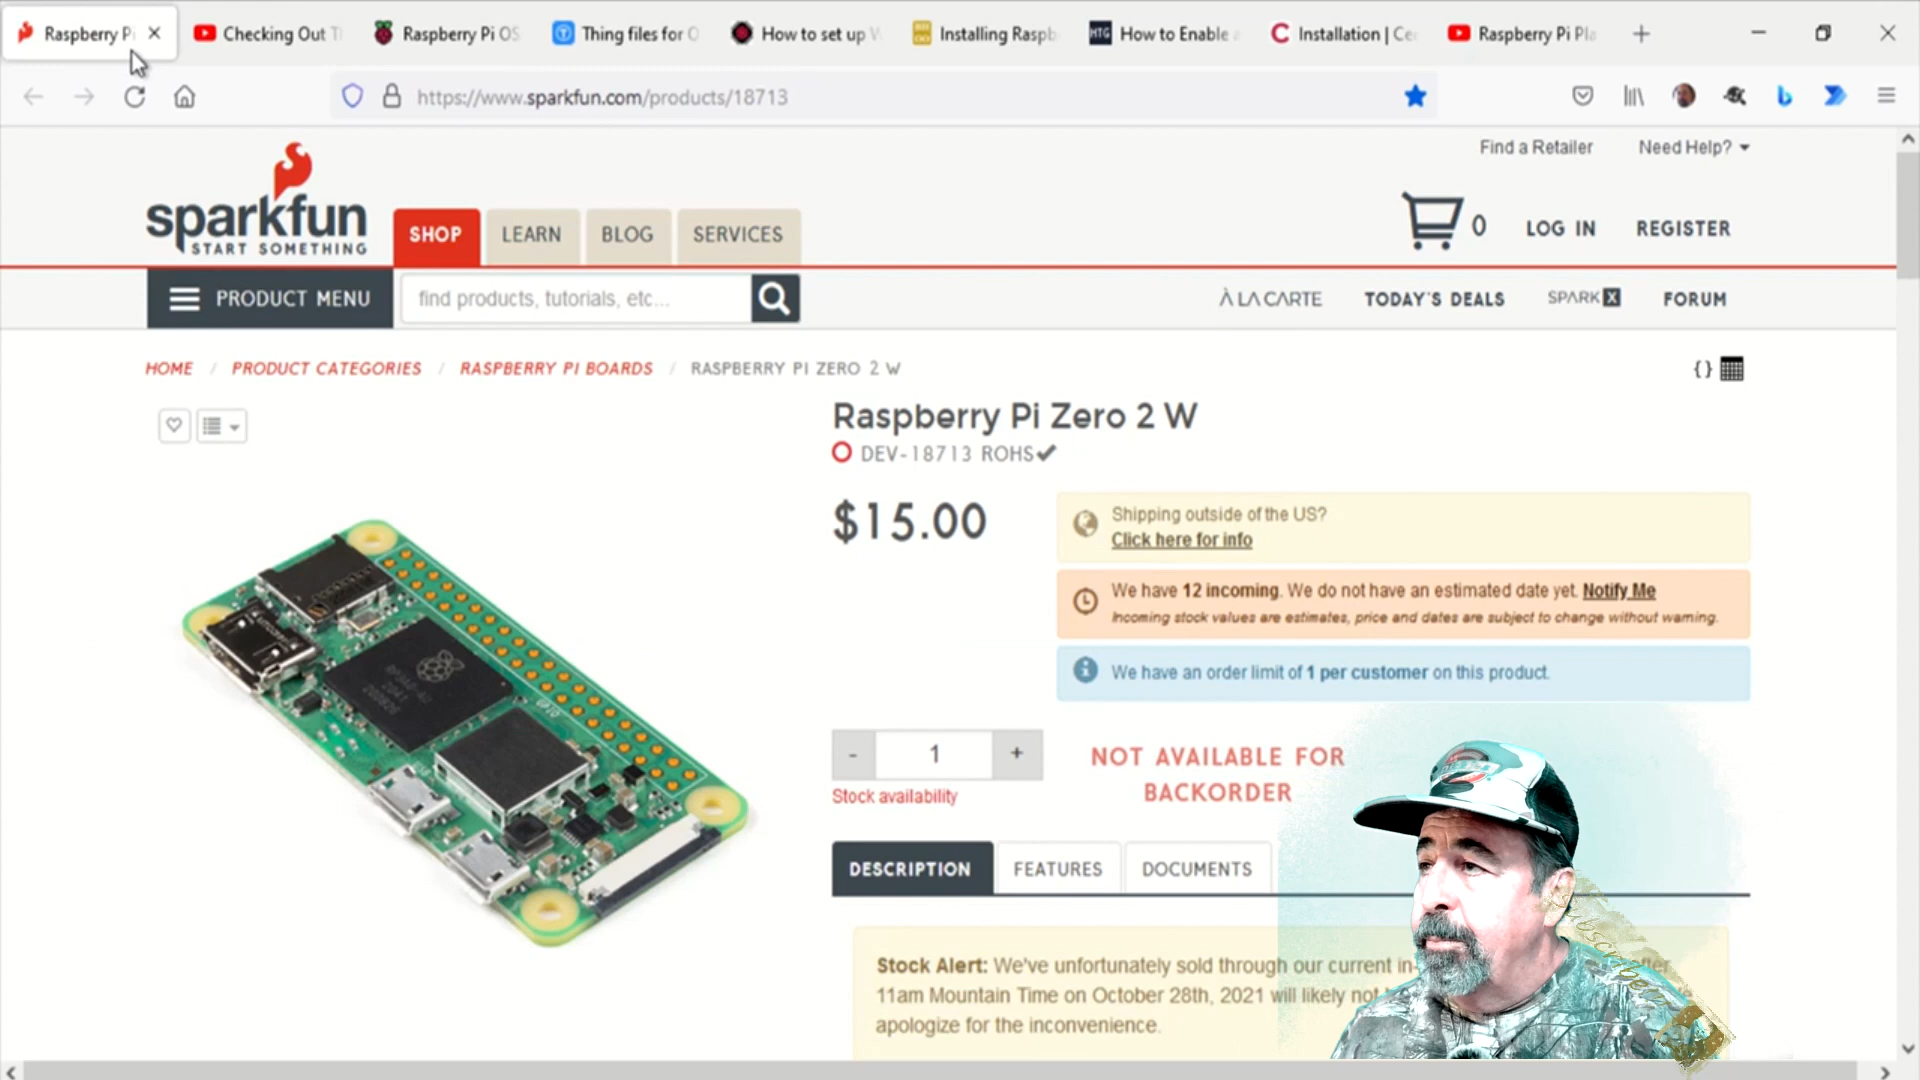 Raspberry Pi
Checking Out T
Raspberry Pi OS
Thing files for O
How to set up
Installing Raspb
HTG
How to Enable
Installation | Ce
Raspberry Pi Pla
https://www.sparkfun.com/products/18713
Find a Retailer
Need Help?
sparkfun
START SOMETHING
SHOP
LEARN
BLOG
SERVICES
0
LOG IN
REGISTER
PRODUCT MENU
find products, tutorials, etc...
À LA CARTE
TODAY'S DEALS
SPARK X
FORUM
HOME / PRODUCT CATEGORIES / RASPBERRY PI BOARDS / RASPBERRY PI ZERO 2 W
{}
Raspberry Pi Zero 2 W
DEV-18713 ROHS✔
$15.00
Shipping outside of the US?
Click here for info
We have 12 incoming. We do not have an estimated date yet. Notify Me
Incoming stock values are estimates, price and dates are subject to change without warning.
We have an order limit of 1 per customer on this product.
- 1 +
Stock availability
NOT AVAILABLE FOR
BACKORDER
DESCRIPTION
FEATURES
DOCUMENTS
Stock Alert: We've unfortunately sold through our current in-
11am Mountain Time on October 28th, 2021 will likely not
apologize for the inconvenience.
GPIO
Subscribe